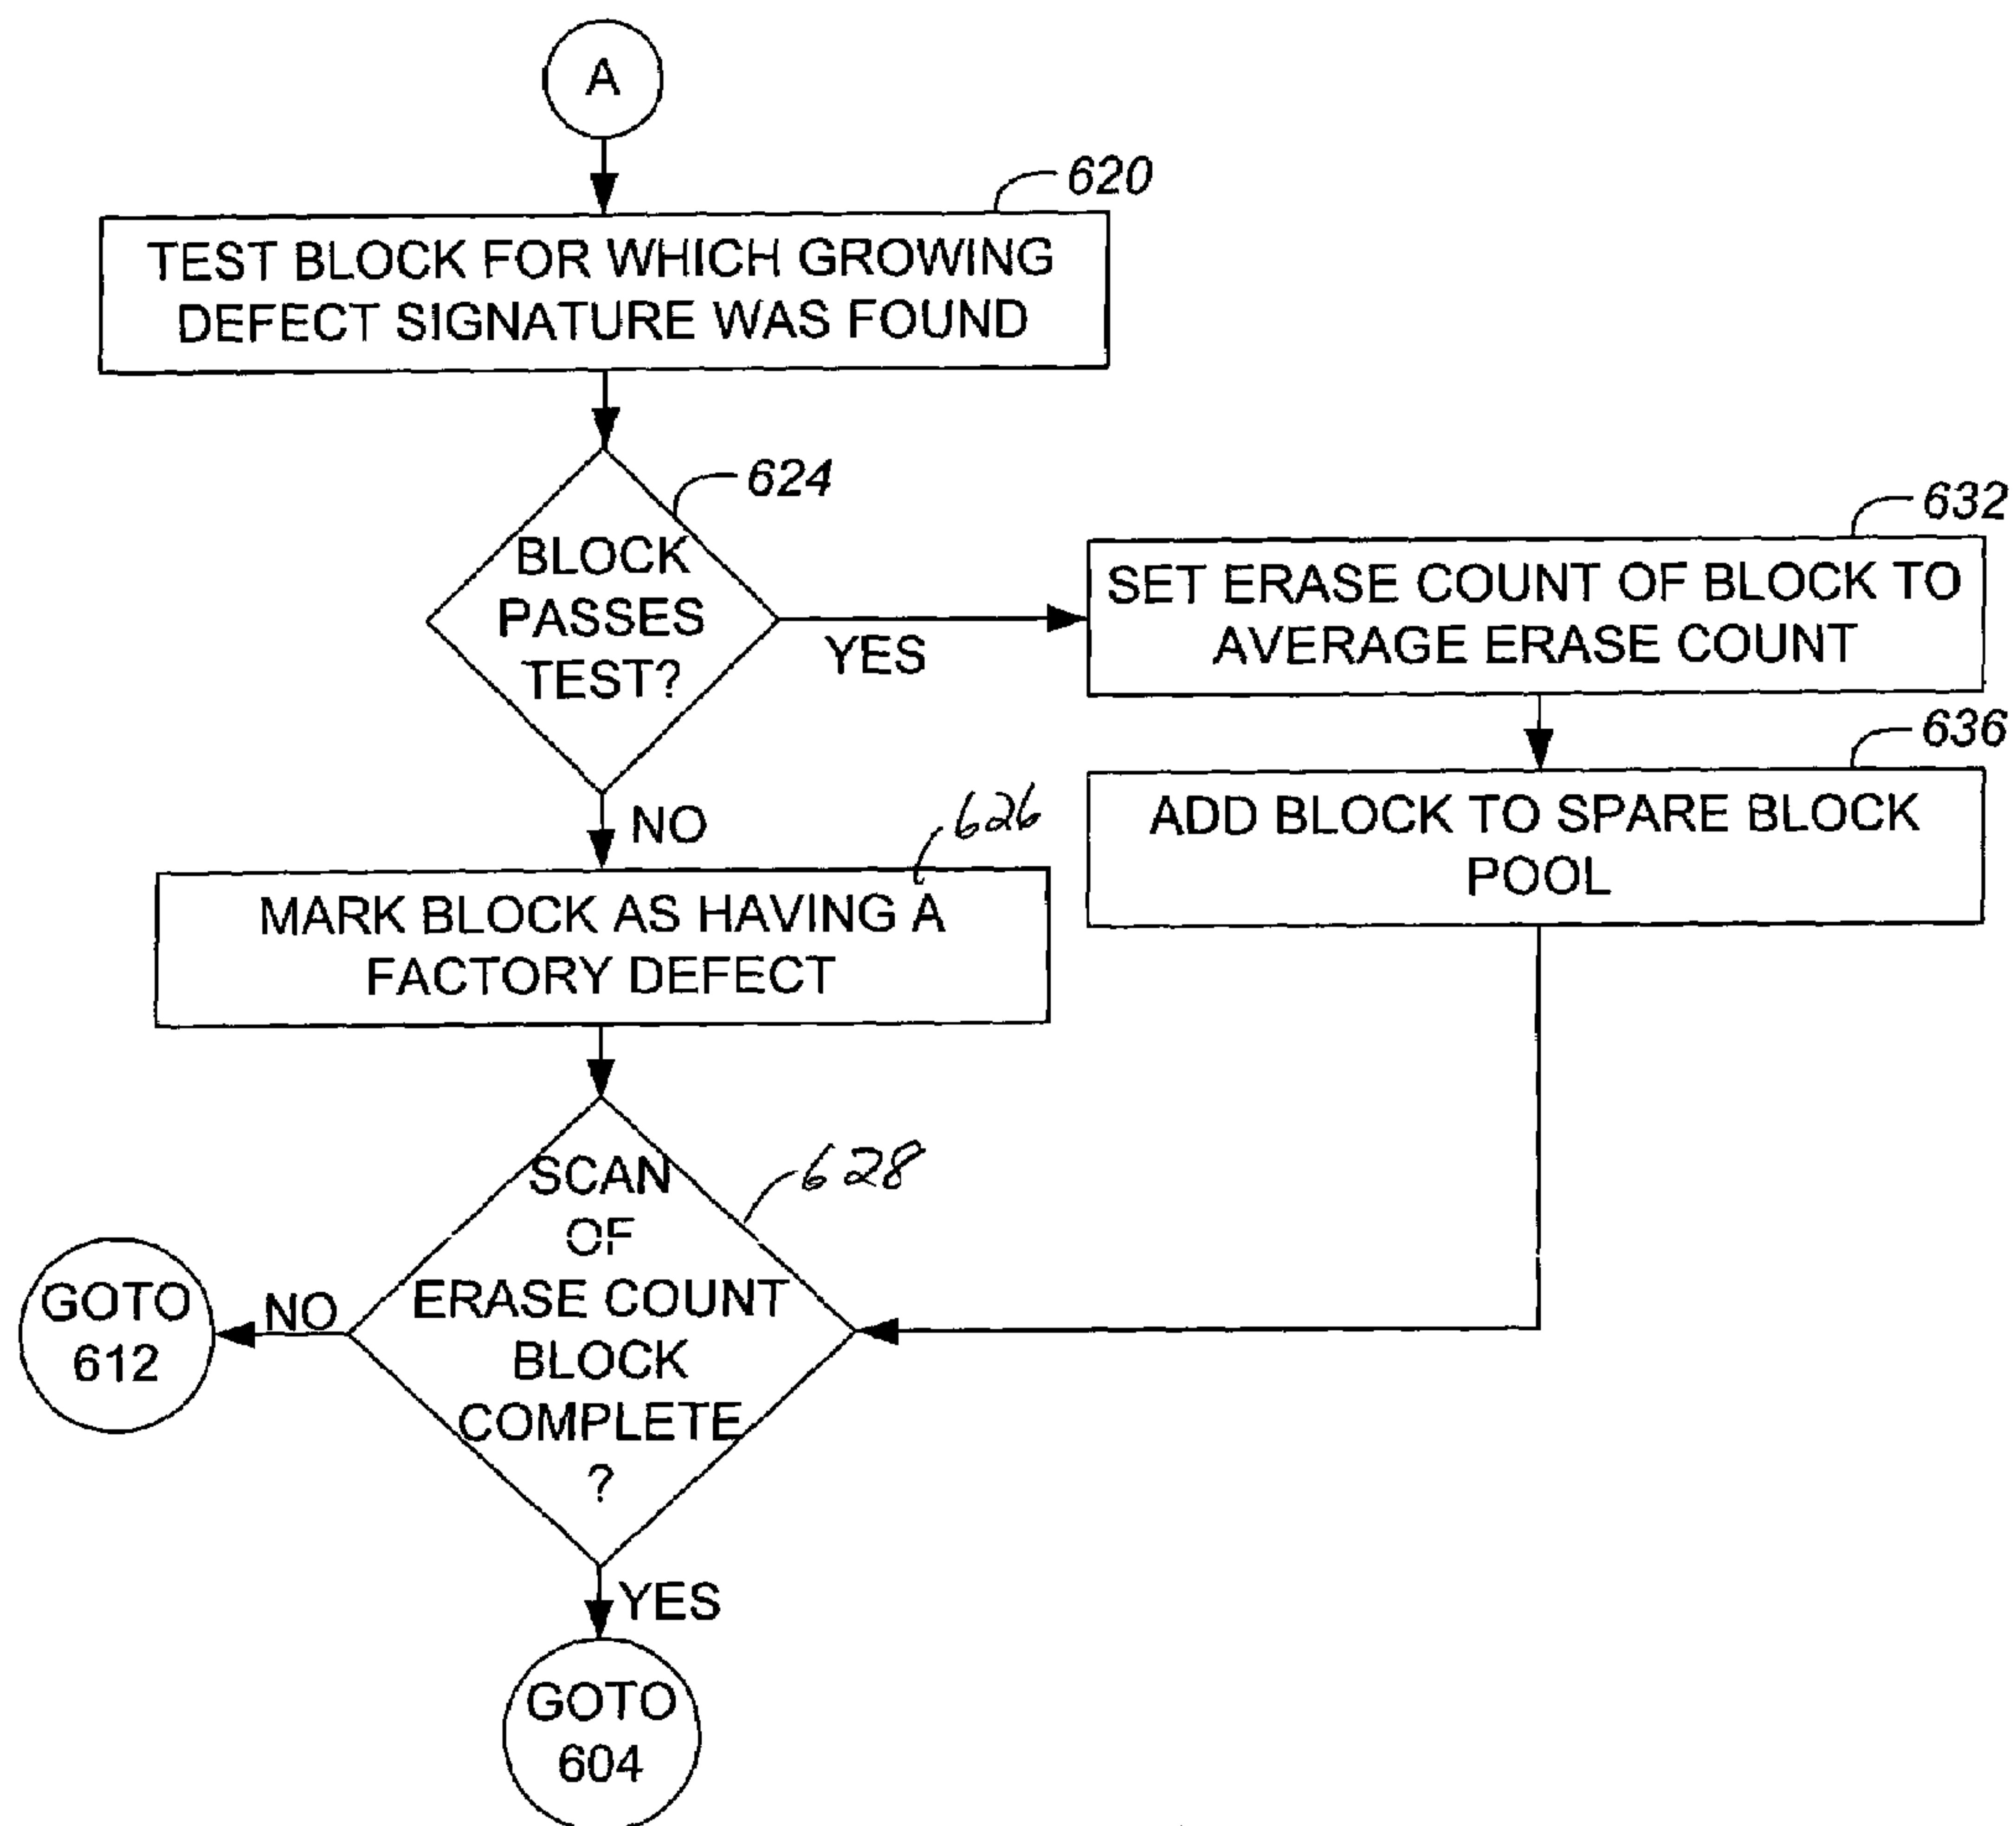 A
620
TEST BLOCK FOR WHICH GROWING
DEFECT SIGNATURE WAS FOUND
624
BLOCK
PASSES
TEST?
YES
632
SET ERASE COUNT OF BLOCK TO
AVERAGE ERASE COUNT
636
ADD BLOCK TO SPARE BLOCK
POOL
NO
626
MARK BLOCK AS HAVING A
FACTORY DEFECT
628
SCAN
OF
ERASE COUNT
BLOCK
COMPLETE
?
NO
GOTO
612
YES
GOTO
604